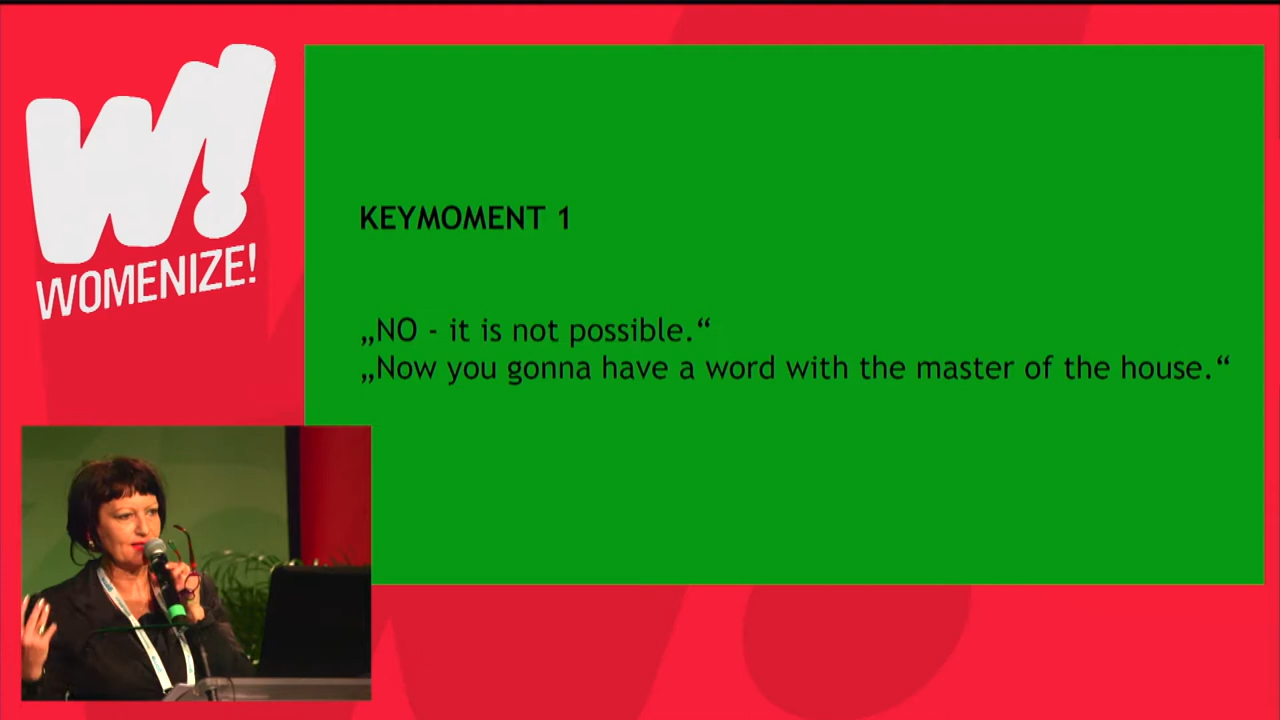 W!
WOMENIZE!
KEYMOMENT 1
„NO - it is not possible.“
„Now you gonna have a word with the master of the house.“